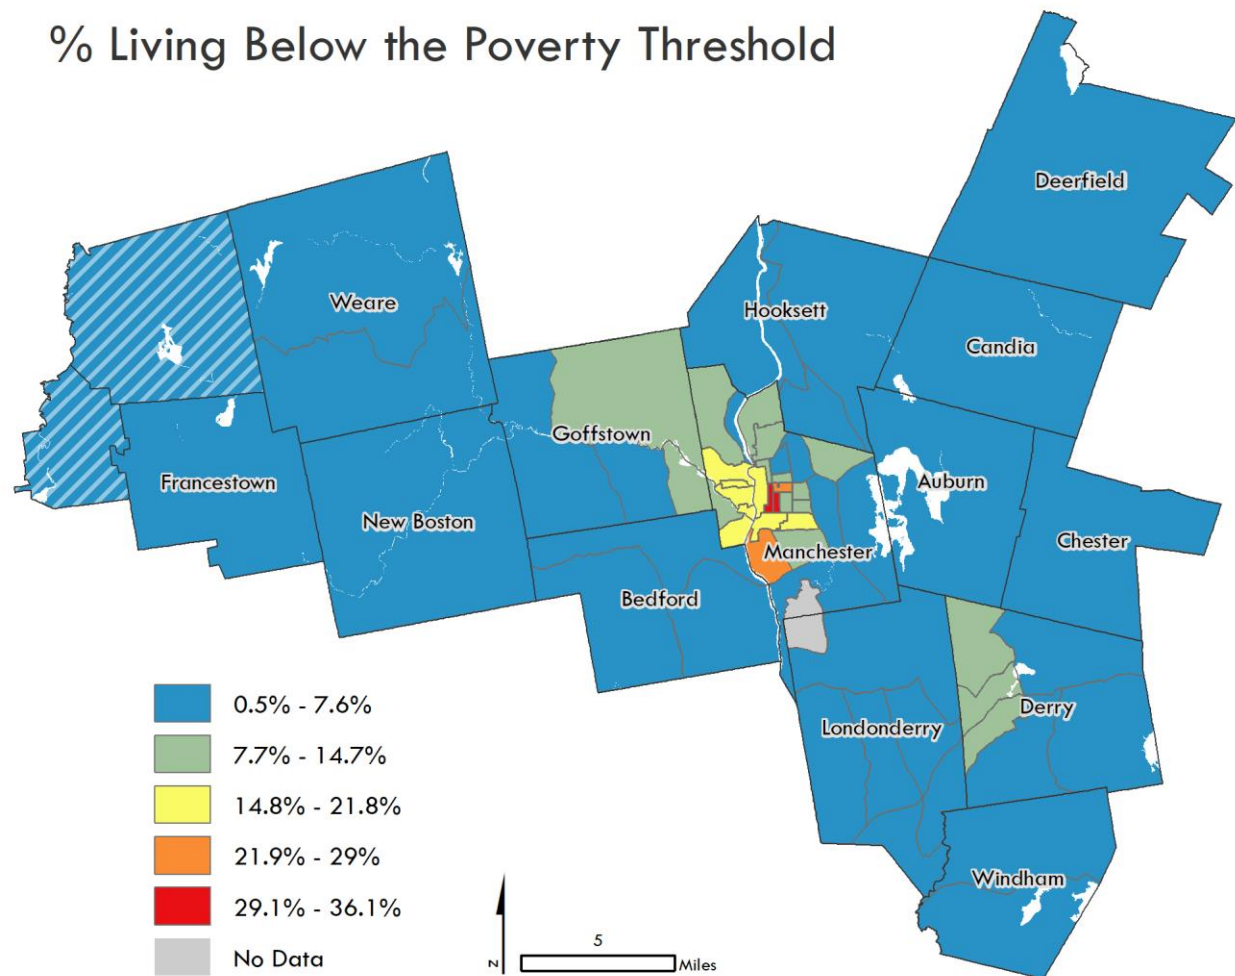 % Living Below the Poverty Threshold
Deerfield
Weare
Hooksett
Candia
Goffstown
Francestown
Auburn
New Boston
Chester
Manchester
Bedford
Derry
Londonderry
Windham
0.5% - 7.6%
7.7% - 14.7%
14.8% - 21.8%
21.9% - 29%
29.1% - 36.1%
No Data
N
5
Miles